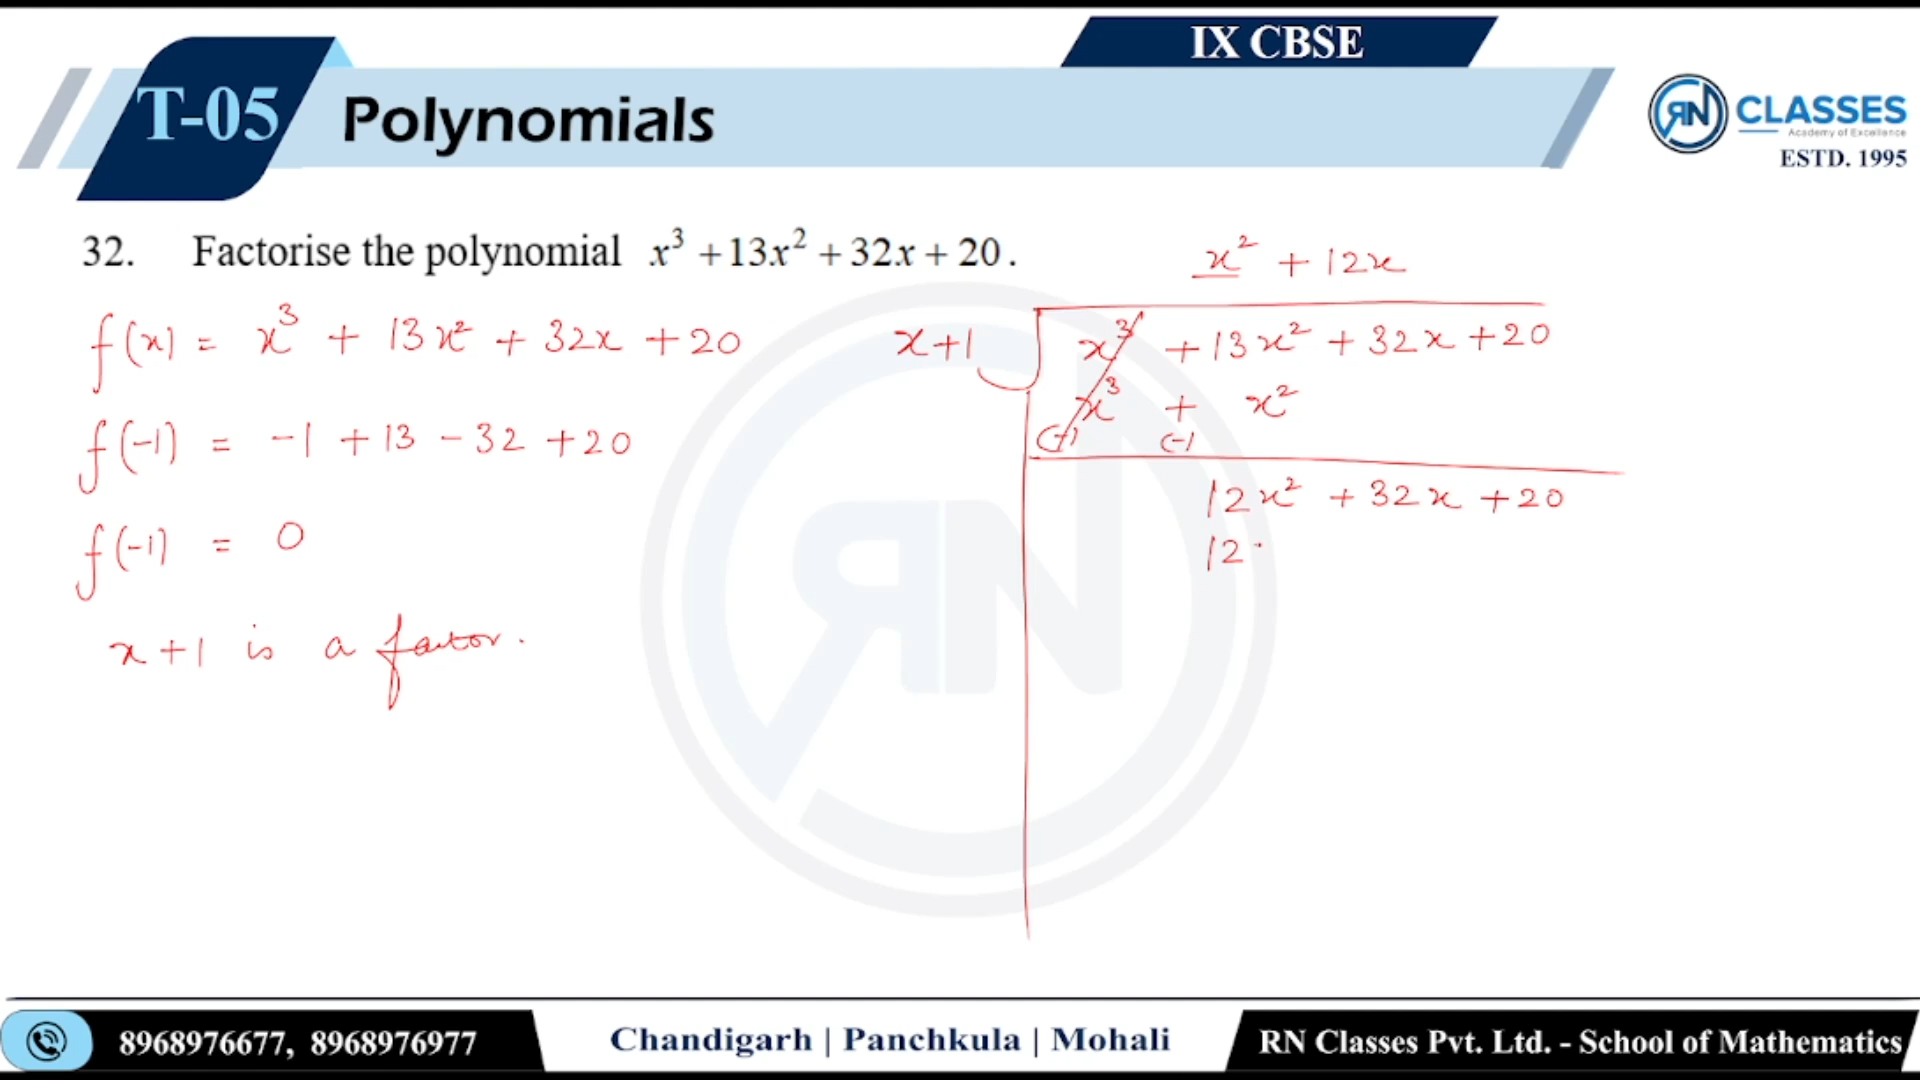 IX CBSE
T-05 Polynomials
RN CLASSES
Academy of Excellence
ESTD. 1995
32. Factorise the polynomial x³ + 13x² + 32x + 20.
f(x) = x³ + 13x² + 32x + 20
f(-1) = -1 + 13 - 32 + 20
f(-1) = 0
x+1 is a factor.
x² + 12x
x+1 x³ + 13x² + 32x + 20
x³ + x²
(-) (-)
12x² + 32x + 20
12
RN
8968976677, 8968976977
Chandigarh | Panchkula | Mohali
RN Classes Pvt. Ltd. - School of Mathematics